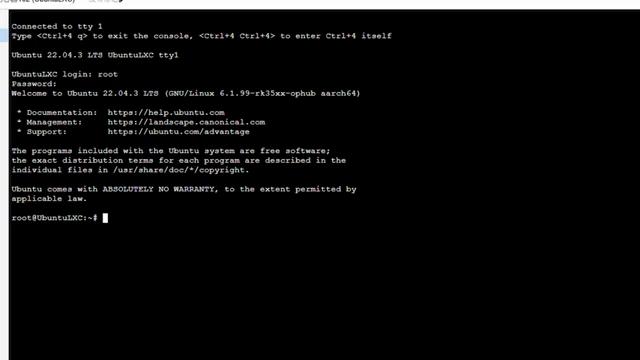 Connected to tty 1
Type <Ctrl+4 q> to exit the console, <Ctrl+4 Ctrl+4> to enter Ctrl+4 itself
Ubuntu 22.04.3 LTS UbuntuLXC tty1
UbuntuLXC login: root
Password:
Welcome to Ubuntu 22.04.3 LTS (GNU/Linux 6.1.99-rk35xx-ophub aarch64)
* Documentation: https://help.ubuntu.com
* Management: https://landscape.canonical.com
* Support: https://ubuntu.com/advantage
The programs included with the Ubuntu system are free software;
the exact distribution terms for each program are described in the
individual files in /usr/share/doc/*/copyright.
Ubuntu comes with ABSOLUTELY NO WARRANTY, to the extent permitted by
applicable law.
root@UbuntuLXC:~#